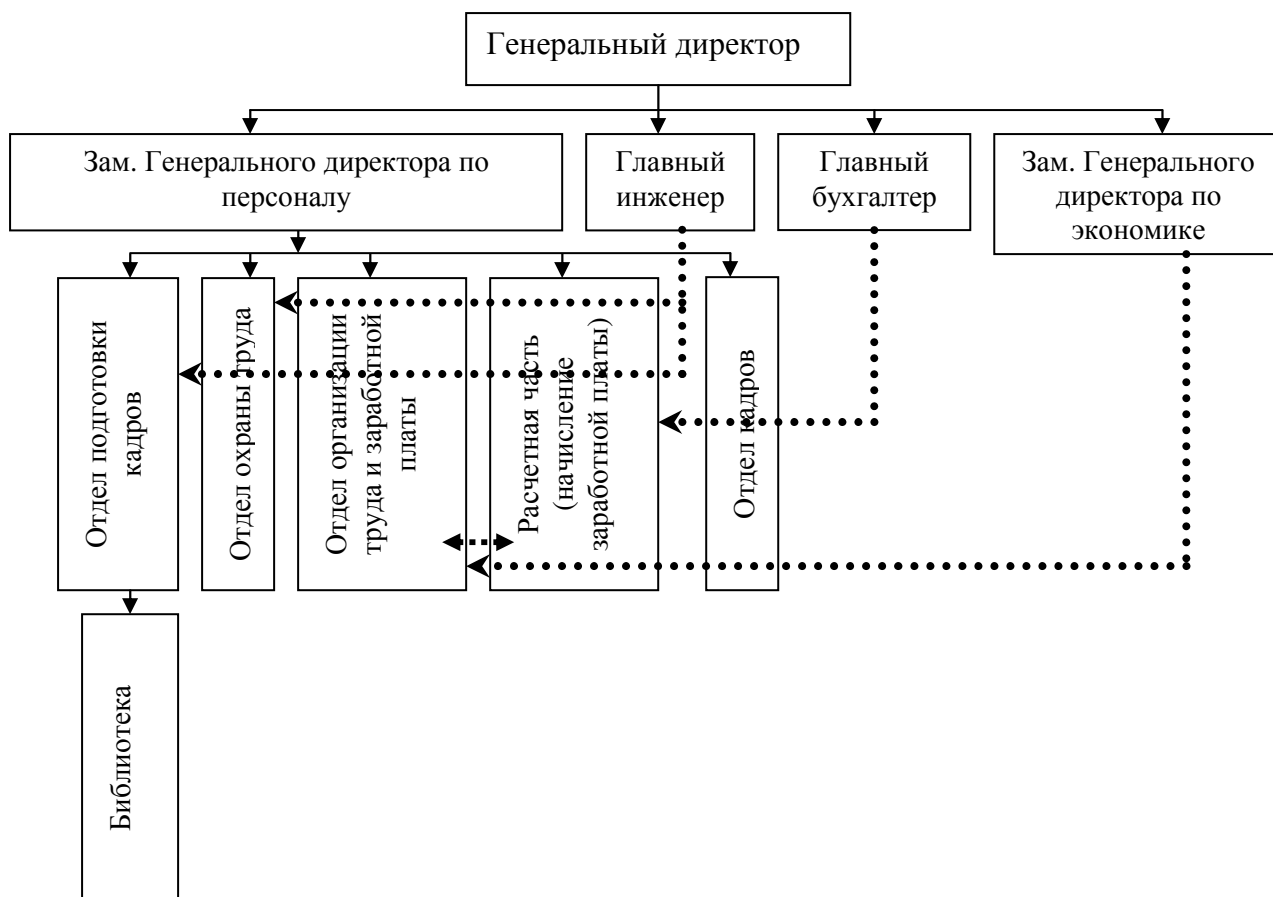 Генеральный директор
Зам. Генерального директора по
персоналу
Главный
инженер
Главный
бухгалтер
Зам. Генерального
директора по
экономике
Отдел подготовки
кадров
Отдел охраны труда
Отдел организации
труда и заработной
платы
Расчетная часть
(начисление
заработной платы)
Отдел кадров
Библиотека